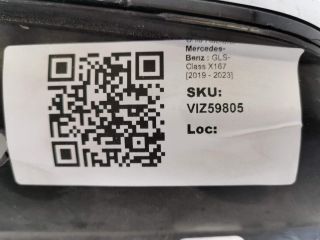 Mercedes-
Benz : GLS-
Class X167
[2019 - 2023]
SKU:
VIZ59805
Loc: